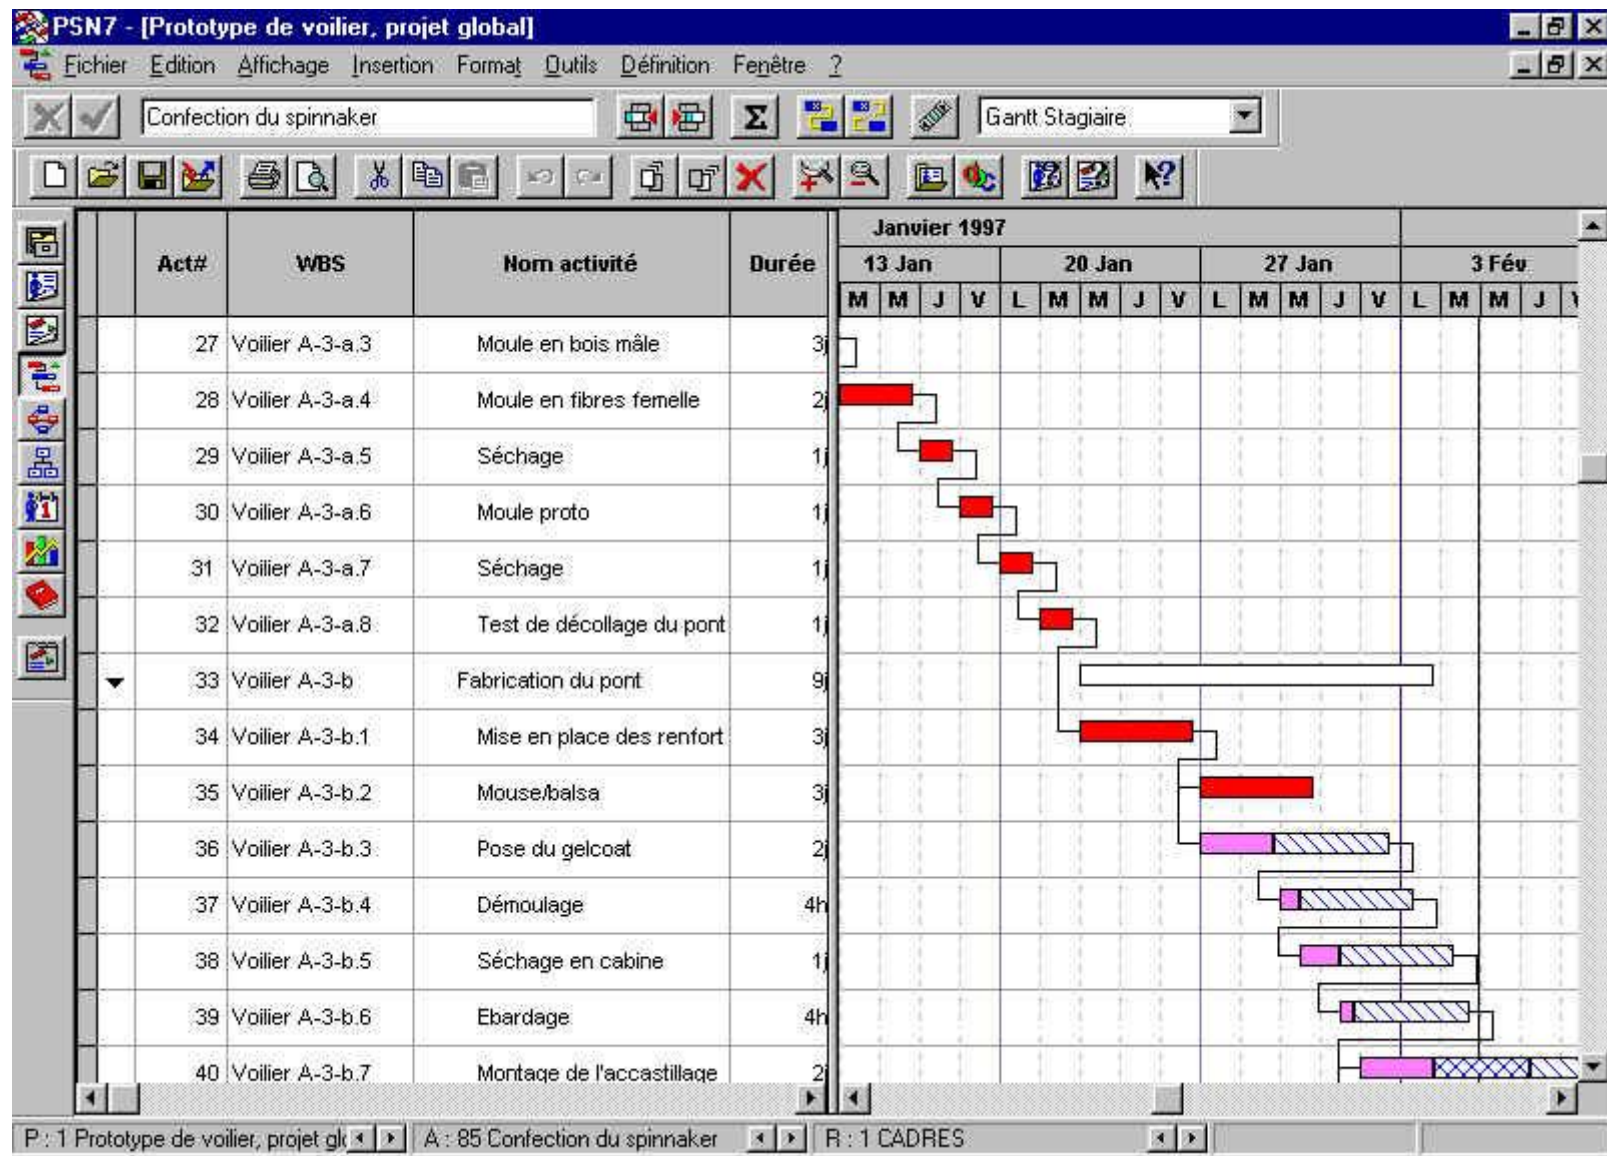 PSN7 - [Prototype de voilier, projet global]
Fichier Edition Affichage Insertion Format Outils Définition Fenêtre ?
Confection du spinnaker Σ Gantt Stagiaire
Janvier 1997
Act# WBS Nom activité Durée 13 Jan 20 Jan 27 Jan 3 Fév
M M J V L M M J V L M M J V L M M J V
27 Voilier A-3-a.3 Moule en bois mâle 3j
28 Voilier A-3-a.4 Moule en fibres femelle 2j
29 Voilier A-3-a.5 Séchage 1j
30 Voilier A-3-a.6 Moule proto 1j
31 Voilier A-3-a.7 Séchage 1j
32 Voilier A-3-a.8 Test de décollage du pont 1j
33 Voilier A-3-b Fabrication du pont 9j
34 Voilier A-3-b.1 Mise en place des renfort 3j
35 Voilier A-3-b.2 Mouse/balsa 3j
36 Voilier A-3-b.3 Pose du gelcoat 2j
37 Voilier A-3-b.4 Démoulage 4h
38 Voilier A-3-b.5 Séchage en cabine 1j
39 Voilier A-3-b.6 Ebardage 4h
40 Voilier A-3-b.7 Montage de l'accastillage 2j
P : 1 Prototype de voilier, projet glo A : 85 Confection du spinnaker R : 1 CADRES